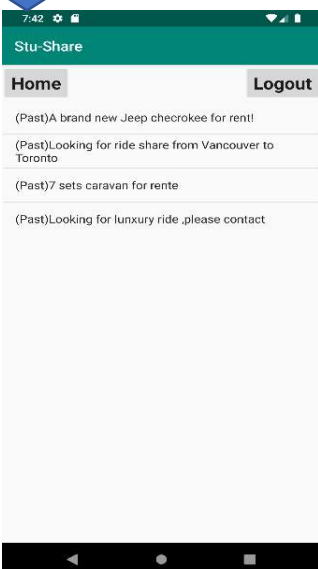 7:42
Stu-Share
Home Logout
(Past)A brand new Jeep checrokee for rent!
(Past)Looking for ride share from Vancouver to
Toronto
(Past)7 sets caravan for rente
(Past)Looking for lunxury ride ,please contact